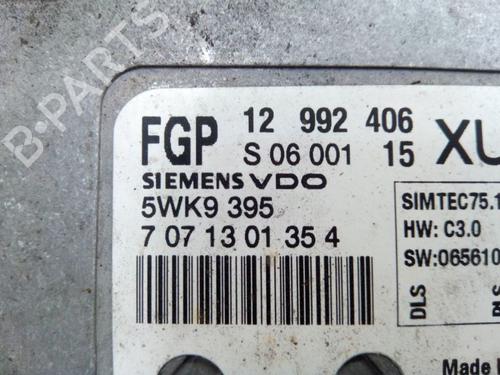 B-PARTS
FGP 12 992 406 XU
S 06 001 15
SIEMENS VDO
5WK9 395
7 07 13 01 35 4
SIMTEC75.1
HW: C3.0
SW:065610
DLS
DLS
Made